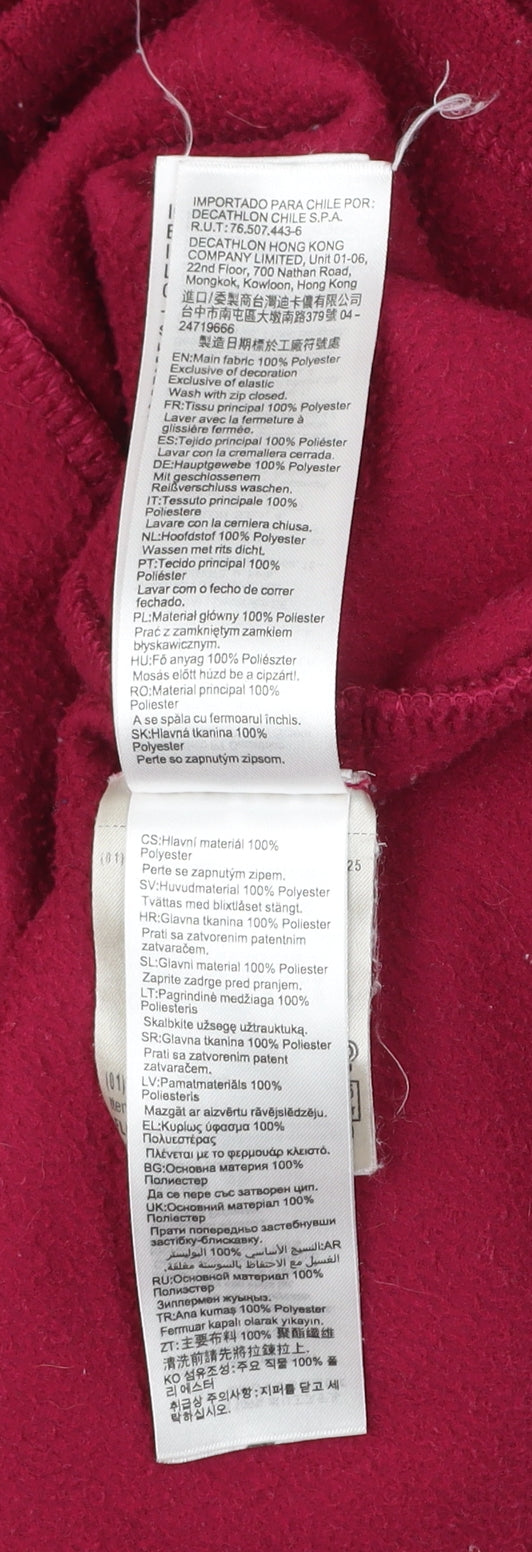 IMPORTADO PARA CHILE POR:
DECATHLON CHILE S.P.A.
R.U.T: 76.507.443-6
DECATHLON HONG KONG
COMPANY LIMITED, Unit 01-06,
22nd Floor, 700 Nathan Road,
Mongkok, Kowloon, Hong Kong
進口/委製商台灣迪卡儂有限公司
台中市南屯區大墩南路379號 04-
24719666
製造日期標於工廠符號處
EN:Main fabric 100% Polyester
Exclusive of decoration
Exclusive of elastic
Wash with zip closed.
FR:Tissu principal 100% Polyester
Laver avec la fermeture à
glissière fermée.
ES:Tejido principal 100% Poliéster
Lavar con la cremallera cerrada.
DE:Hauptgewebe 100% Polyester
Mit geschlossenem
Reißverschluss waschen.
IT:Tessuto principale 100%
Poliestere
Lavare con la cerniera chiusa.
NL:Hoofdstof 100% Polyester
Wassen met rits dicht.
PT:Tecido principal 100%
Poliéster
Lavar com o fecho de correr
fechado.
PL:Materiał główny 100% Poliester
Prać z zamkniętym zamkiem
błyskawicznym.
HU:Fő anyag 100% Poliészter
Mosás előtt húzd be a cipzárt!.
RO:Material principal 100%
Poliester
A se spăla cu fermoarul închis.
SK:Hlavná tkanina 100%
Polyester
Perte so zapnutým zipsom.
CS:Hlavní materiál 100%
Polyester
Perte se zapnutým zipem.
SV:Huvudmaterial 100% Polyester
Tvättas med blixtlåset stängt.
HR:Glavna tkanina 100% Poliester
Prati sa zatvorenim patentnim
zatvaračem.
SL:Glavni material 100% Poliester
Zaprite zadrge pred pranjem.
LT:Pagrindinė medžiaga 100%
Poliesteris
Skalbkite užsegę užtrauktuką.
SR:Glavna tkanina 100% Poliester
Prati sa zatvorenim patent
zatvaračem.
LV:Pamatmateriāls 100%
Poliesteris
Mazgāt ar aizvērtu rāvējslēdzēju.
EL:Κυρίως ύφασμα 100%
Πολυεστέρας
Πλένεται με το φερμουάρ κλειστό.
BG:Основна материя 100%
Полиестер
Да се пере със затворен цип.
UK:Основний матеріал 100%
Поліестер
Прати попередньо застебнувши
застібку-блискавку.
AR:النسيج الأساسي 100% البوليستر
الغسيل مع الاحتفاظ بالسوستة مغلقة.
RU:Основной материал 100%
Полиэстер
Зиппермен жуыңыз.
TR:Ana kumaş 100% Polyester
Fermuar kapalı olarak yıkayın.
ZT:主要布料 100% 聚酯纖維
清洗前請先將拉鍊拉上.
KO 섬유조성:주요 직물 100% 폴
리에스터
취급상 주의사항:지퍼를 닫고 세
탁하십시오.
(01)
25
(01)